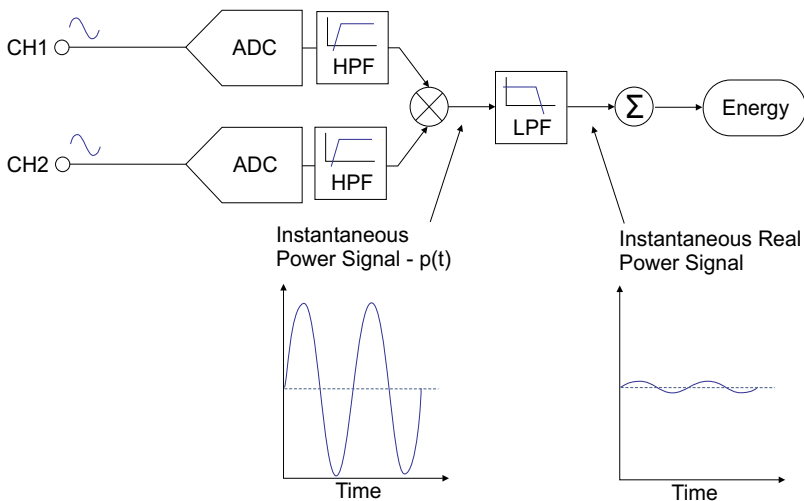 CH1
ADC
HPF
CH2
ADC
HPF
LPF
Σ
Energy
Instantaneous
Power Signal - p(t)
Instantaneous Real
Power Signal
Time
Time